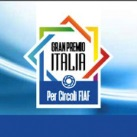 GRAN PREMIO
ITALIA
Per Circoli FIAF